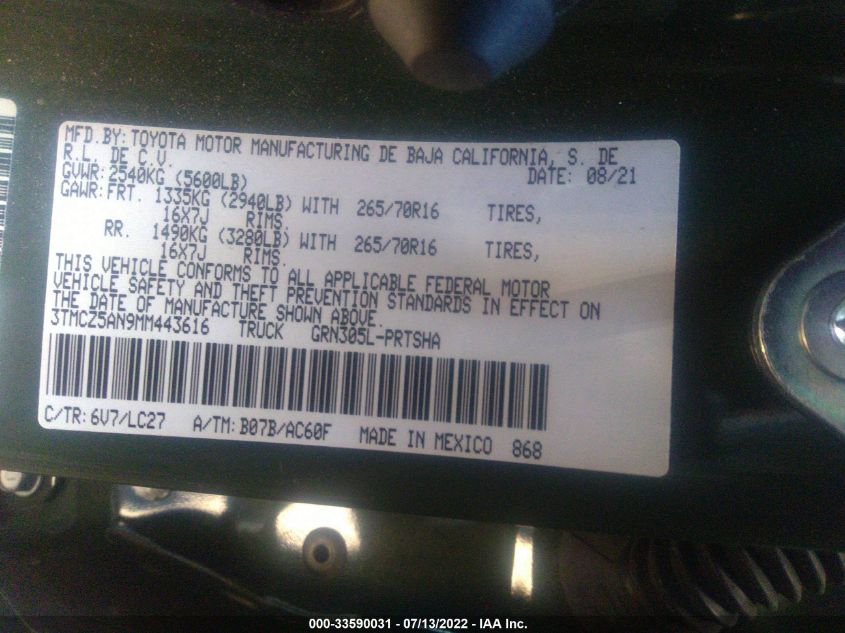 MFD.BY:TOYOTA MOTOR MANUFACTURING DE BAJA CALIFORNIA, S. DE
R.L. DE C.V.
DATE: 08/21
GVWR:2540KG (5600LB)
GAWR:FRT. 1335KG (2940LB) WITH 265/70R16 TIRES,
16X7J RIMS.
RR. 1490KG (3280LB) WITH 265/70R16 TIRES,
16X7J RIMS.
THIS VEHICLE CONFORMS TO ALL APPLICABLE FEDERAL MOTOR
VEHICLE SAFETY AND THEFT PREVENTION STANDARDS IN EFFECT ON
THE DATE OF MANUFACTURE SHOWN ABOVE.
3TMCZ5AN9MM443616 TRUCK GRN305L-PRTSHA
C/TR:6V7/LC27 A/TM:B07B/AC60F MADE IN MEXICO 868
000-33590031 - 07/13/2022 - IAA Inc.